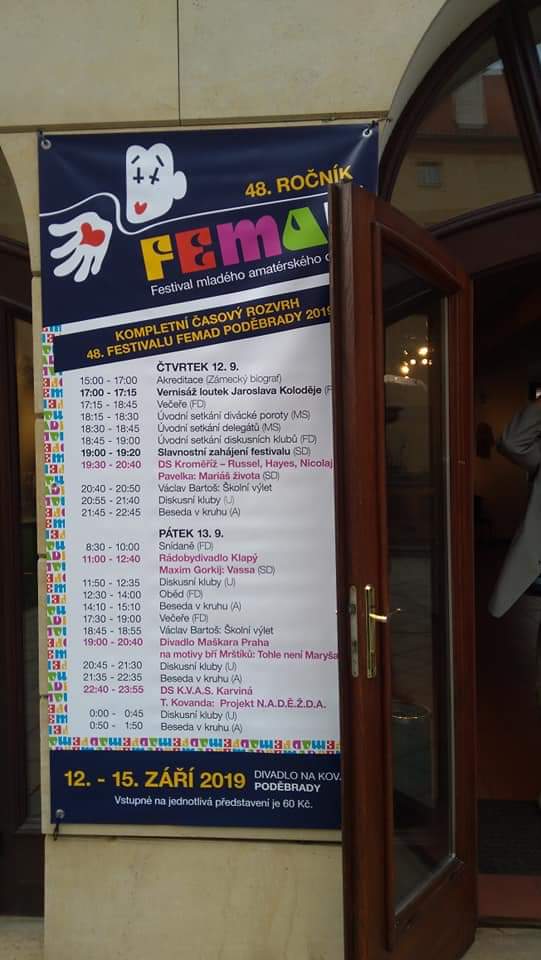 48. ROČNÍK
FEMA
Festival mladého amatérského
KOMPLETNÍ ČASOVÝ ROZVRH
48. FESTIVALU FEMAD PODĚBRADY 2019
ČTVRTEK 12. 9.
15:00 - 17:00 Akreditace (Zámecký biograf)
17:00 - 17:15 Vernisáž loutek Jaroslava Koloděje
17:15 - 18:45 Večeře (FD)
18:15 - 18:30 Úvodní setkání divácké poroty (MS)
18:30 - 18:45 Úvodní setkání delegátů (MS)
18:45 - 19:00 Úvodní setkání diskusních klubů (FD)
19:00 - 19:20 Slavnostní zahájení festivalu (SD)
19:30 - 20:40 DS Kroměříž – Russel, Hayes, Nicolaj
Pavelka: Mariáš života (SD)
20:40 - 20:50 Václav Bartoš: Školní výlet
20:55 - 21:40 Diskusní kluby (U)
21:45 - 22:45 Beseda v kruhu (A)
PÁTEK 13. 9.
8:30 - 10:00 Snídaně (FD)
11:00 - 12:40 Rádobydivadlo Klapý
Maxim Gorkij: Vassa (SD)
11:50 - 12:35 Diskusní kluby (U)
12:30 - 14:00 Oběd (FD)
14:10 - 15:10 Beseda v kruhu (A)
17:30 - 19:00 Večeře (FD)
18:45 - 18:55 Václav Bartoš: Školní výlet
19:00 - 20:40 Divadlo Maškara Praha
na motivy bří Mrštíků: Tohle není Maryša
20:45 - 21:30 Diskusní kluby (U)
21:35 - 22:35 Beseda v kruhu (A)
22:40 - 23:55 DS K.V.A.S. Karviná
T. Kovanda: Projekt N.A.D.Ě.Ž.D.A.
0:00 - 0:45 Diskusní kluby (U)
0:50 - 1:50 Beseda v kruhu (A)
12. - 15. ZÁŘÍ 2019 DIVADLO NA KOV
PODĚBRADY
Vstupné na jednotlivá představení je 60 Kč.